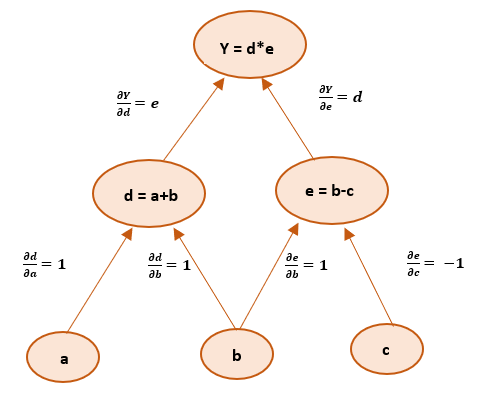 Y = d*e
∂Y/∂d = e
∂Y/∂e = d
d = a+b
e = b-c
∂d/∂a = 1
∂d/∂b = 1
∂e/∂b = 1
∂e/∂c = −1
a
b
c